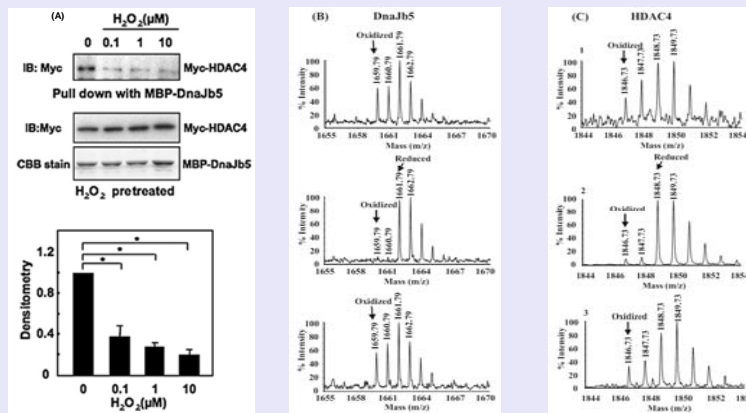 (A)
H₂O₂(μM)
0 0.1 1 10
IB: Myc Myc-HDAC4
Pull down with MBP-DnaJb5
IB:Myc Myc-HDAC4
CBB stain MBP-DnaJb5
H₂O₂ pretreated
Densitometry
1.2
0.8
0.4
0
* * *
0 0.1 1 10
H₂O₂(μM)
(B) DnaJb5
Oxidized
1659.79 1660.79 1661.79 1662.79
% Intensity
100
80
60
40
20
0
1655 1658 1661 1664 1667 1670
Mass (m/z)
Reduced
Oxidized
1659.79 1660.79 1661.79 1662.79
% Intensity
100
80
60
40
20
0
1655 1658 1661 1664 1667 1670
Mass (m/z)
Oxidized
1659.79 1660.79 1661.79 1662.79
% Intensity
100
80
60
40
20
0
1655 1658 1661 1664 1667 1670
Mass (m/z)
(C) HDAC4
1
Oxidized
1846.73 1847.73 1848.73 1849.73
% Intensity
100
80
60
40
20
0
1844 1846 1848 1850 1852 1854
Mass (m/z)
Reduced
2
Oxidized
1846.73 1847.73 1848.73 1849.73
% Intensity
100
80
60
40
20
0
1844 1846 1848 1850 1852 1854
Mass (m/z)
3
Oxidized
1846.73 1847.73 1848.73 1849.73
% Intensity
100
80
60
40
20
0
1844 1846 1848 1850 1852
Mass (m/z)